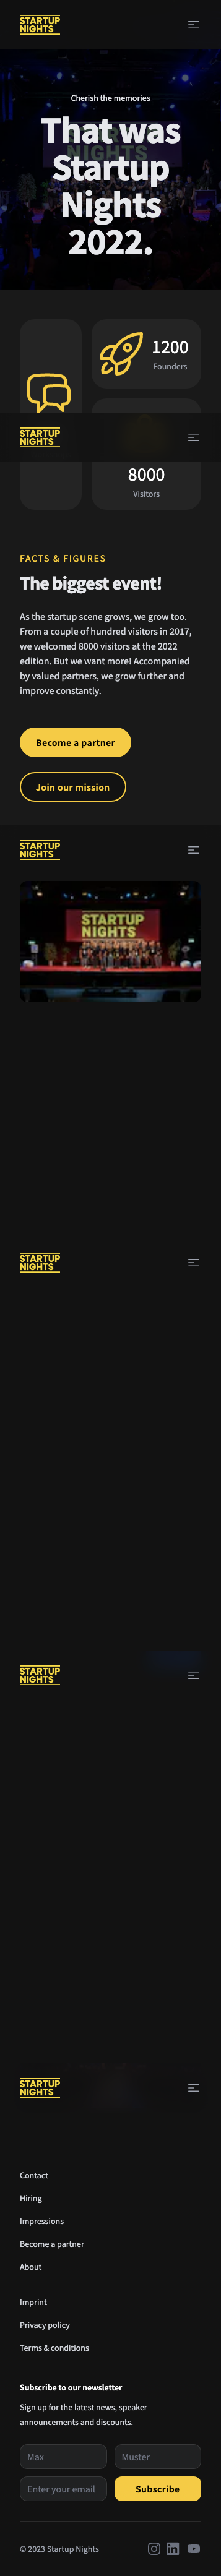 STARTUP
NIGHTS
Cherish the memories
That was
Startup
Nights
2022.
1200
Founders
STARTUP
NIGHTS
8000
Visitors
FACTS & FIGURES
The biggest event!
As the startup scene grows, we grow too.
From a couple of hundred visitors in 2017,
we welcomed 8000 visitors at the 2022
edition. But we want more! Accompanied
by valued partners, we grow further and
improve constantly.
Become a partner
Join our mission
STARTUP
NIGHTS
STARTUP
NIGHTS
STARTUP
NIGHTS
STARTUP
NIGHTS
STARTUP
NIGHTS
Contact
Hiring
Impressions
Become a partner
About
Imprint
Privacy policy
Terms & conditions
Subscribe to our newsletter
Sign up for the latest news, speaker
announcements and discounts.
Max
Muster
Enter your email
Subscribe
© 2023 Startup Nights